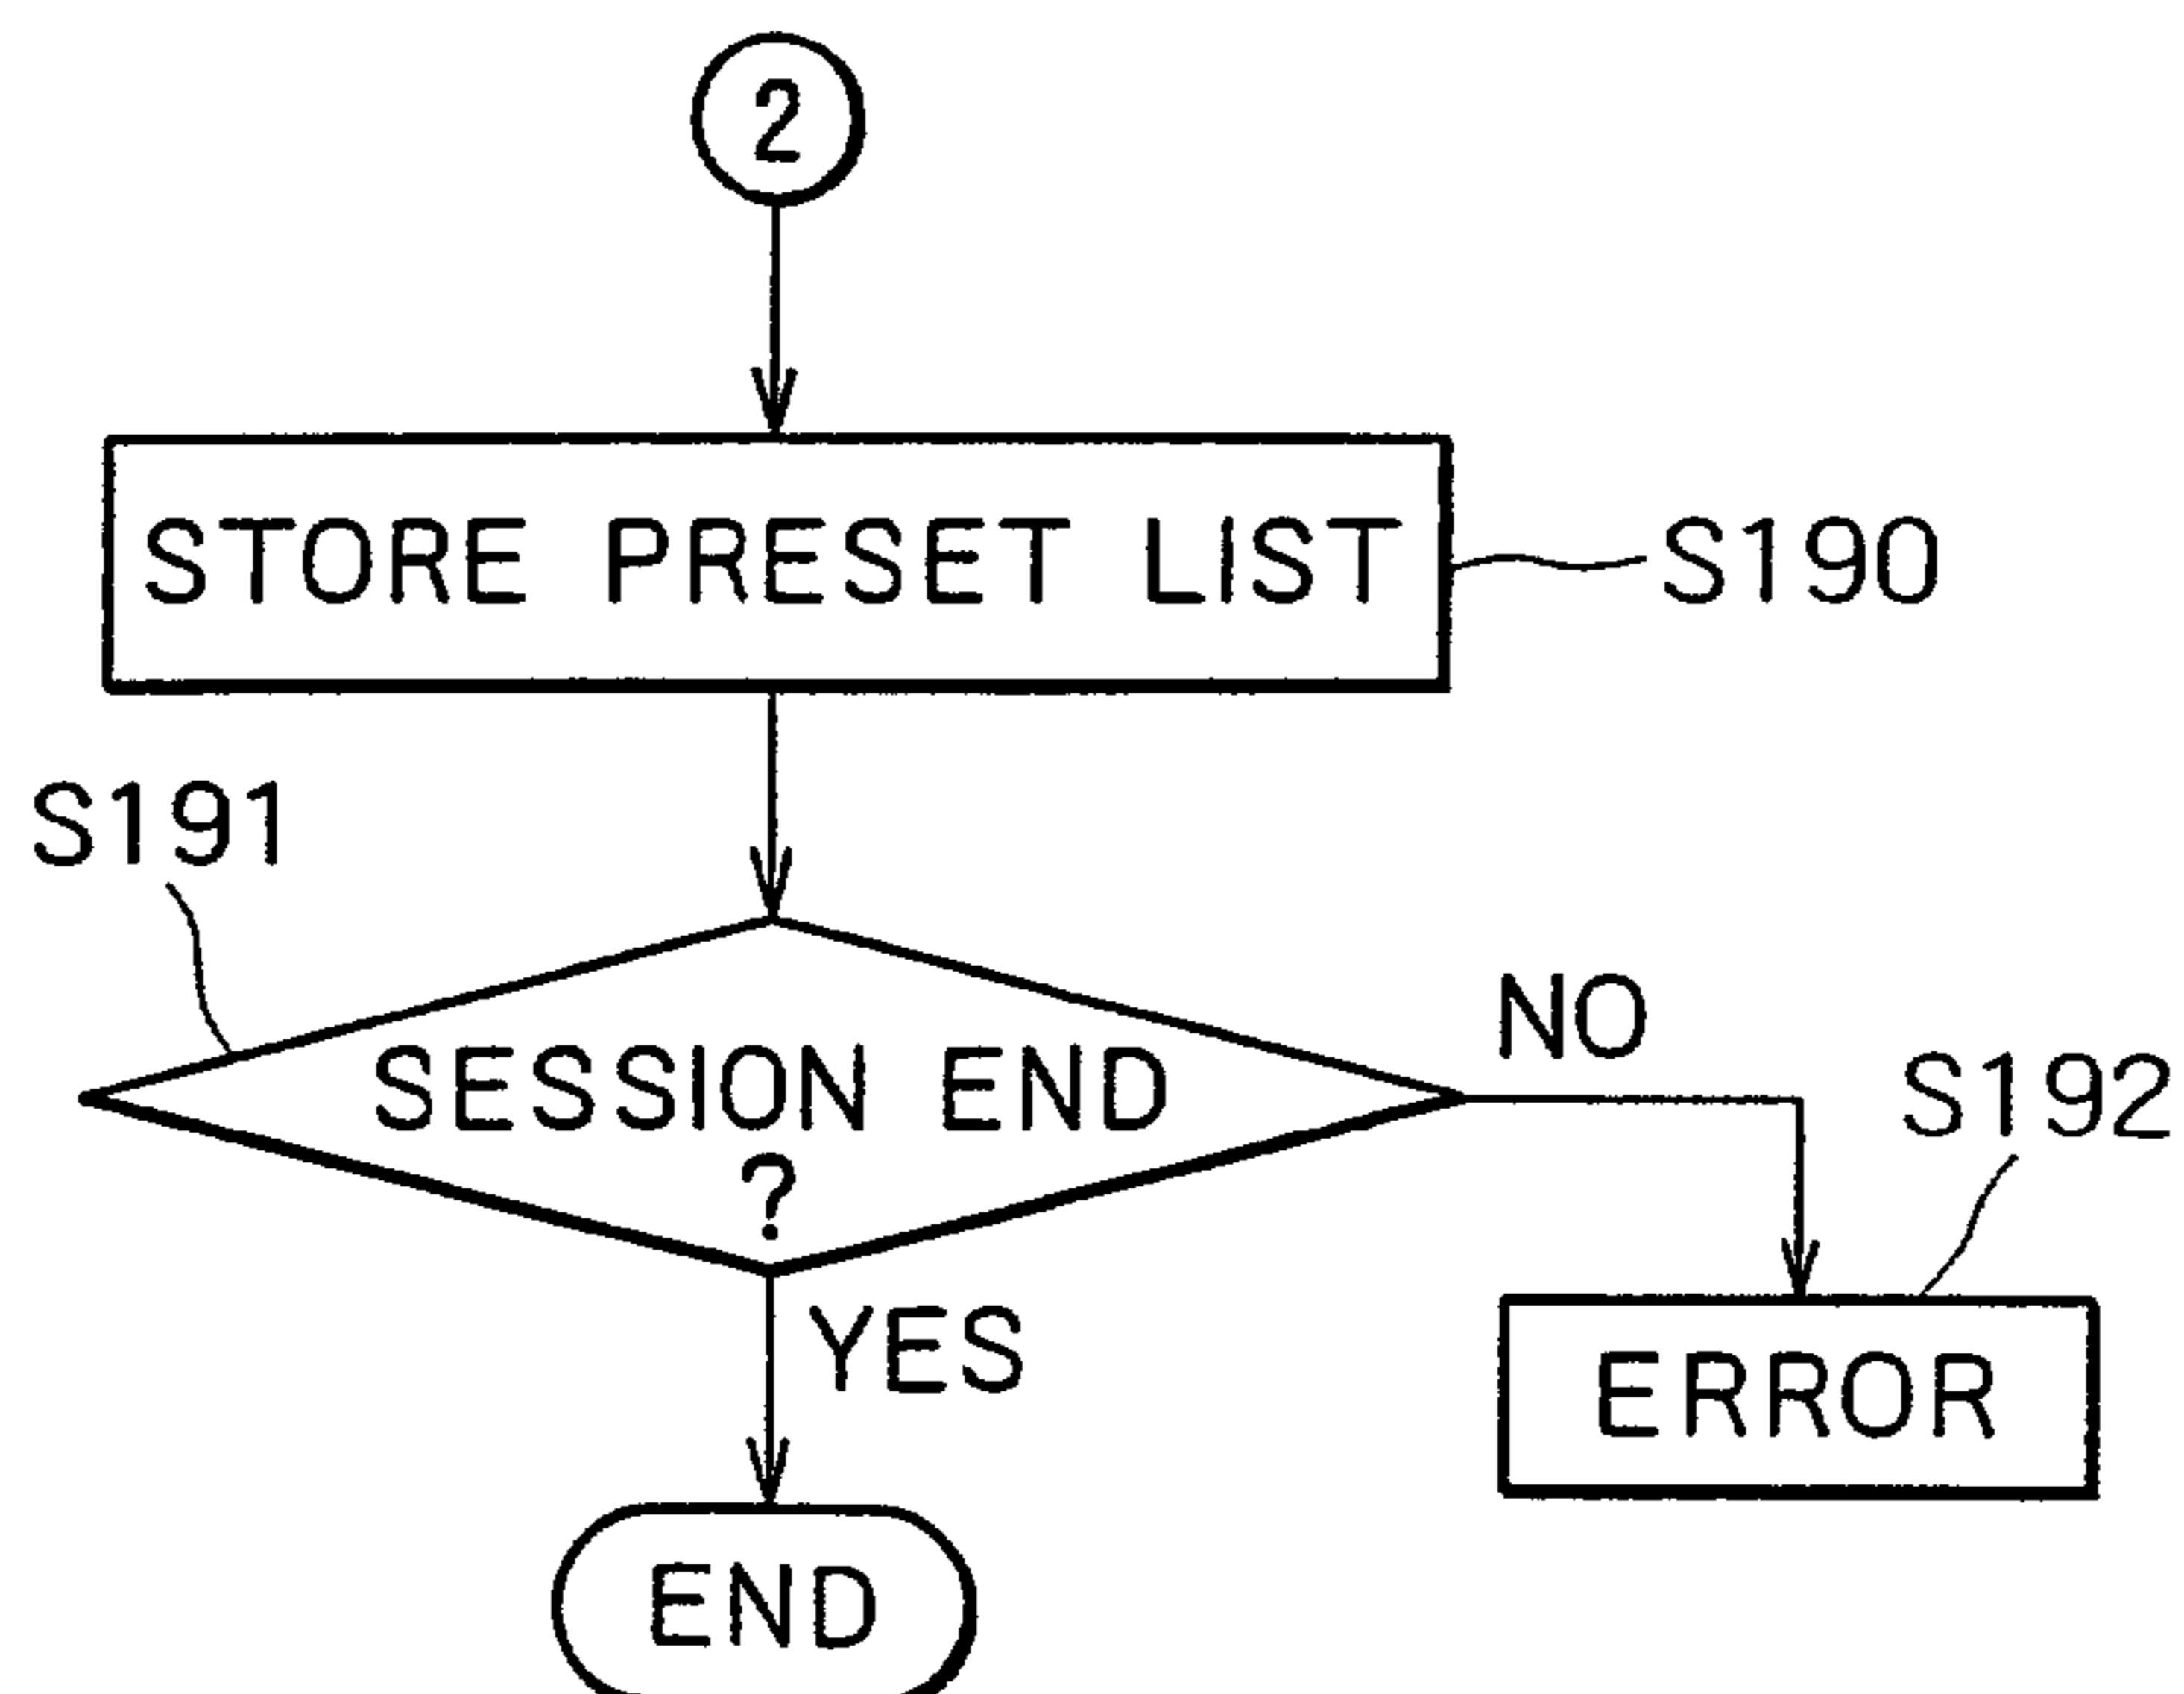 2
STORE PRESET LIST
S190
S191
SESSION END
?
NO
S192
YES
ERROR
END